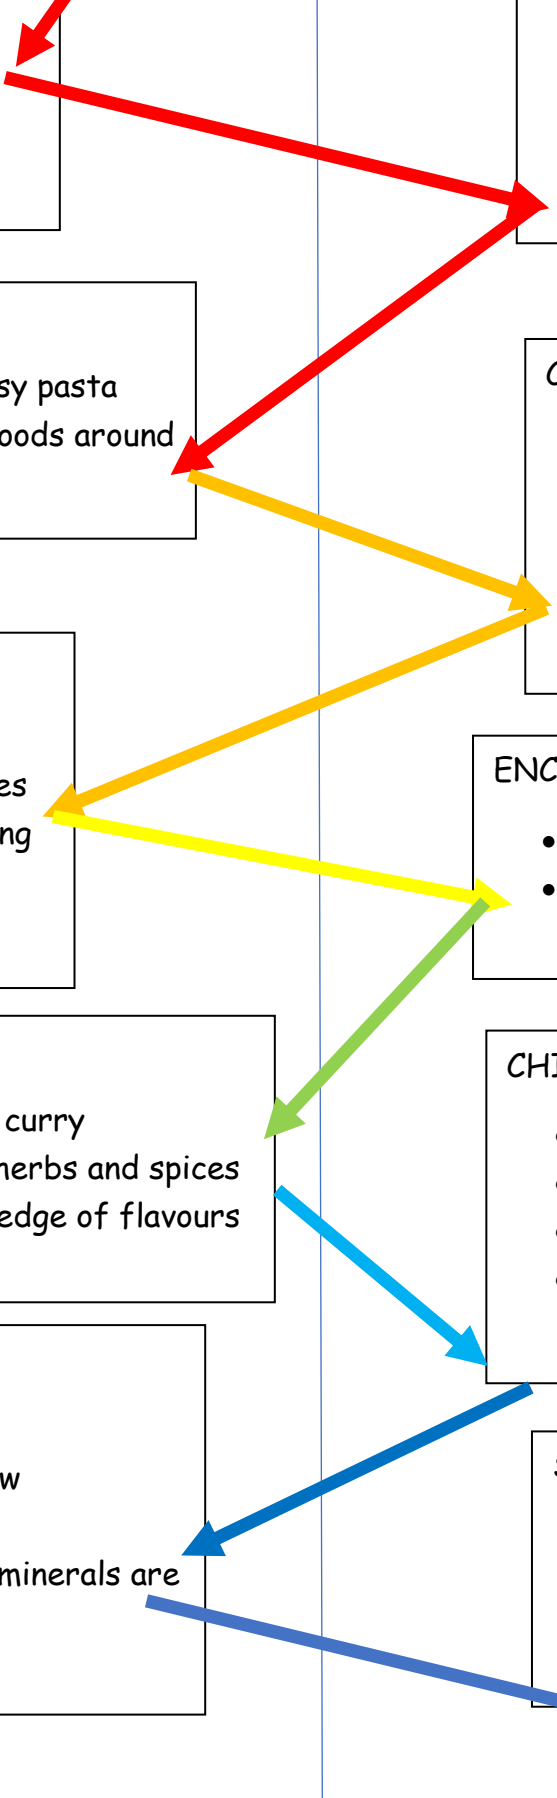 sy pasta
oods around
es
ng
ENC
•
•
CHI
curry
herbs and spices
edge of flavours
w
minerals are